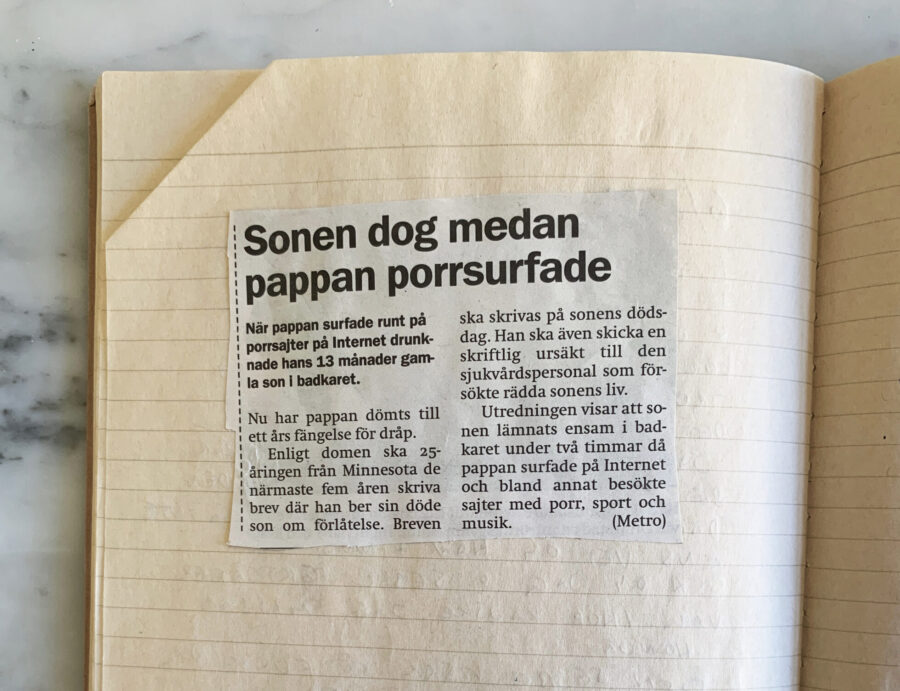 Sonen dog medan
pappan porrsurfade
När pappan surfade runt på
porrsajter på Internet drunk-
nade hans 13 månader gam-
la son i badkaret.
Nu har pappan dömts till
ett års fängelse för dråp.
Enligt domen ska 25-
åringen från Minnesota de
närmaste fem åren skriva
brev där han ber sin döde
son om förlåtelse. Breven
ska skrivas på sonens döds-
dag. Han ska även skicka en
skriftlig ursäkt till den
sjukvårdspersonal som för-
sökte rädda sonens liv.
Utredningen visar att so-
nen lämnats ensam i bad-
karet under två timmar då
pappan surfade på Internet
och bland annat besökte
sajter med porr, sport och
musik. (Metro)